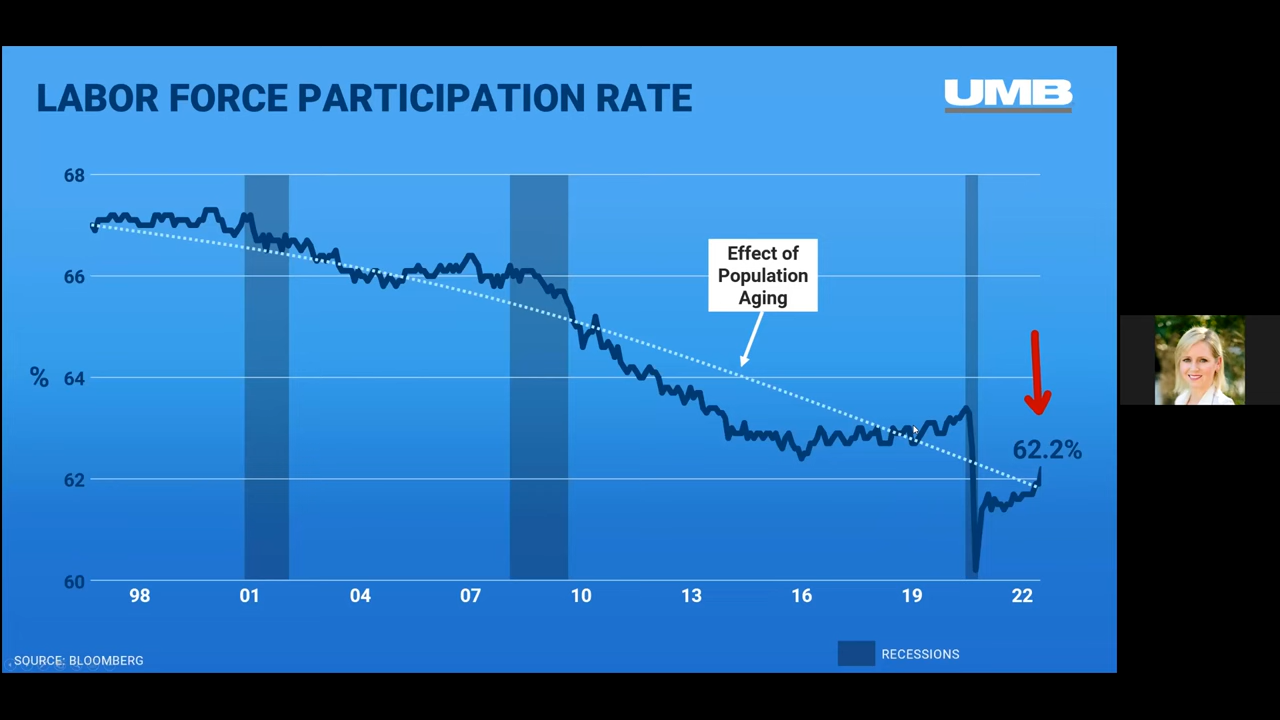 LABOR FORCE PARTICIPATION RATE
UMB
68
66
%
64
62
60
Effect of
Population
Aging
62.2%
98 01 04 07 10 13 16 19 22
RECESSIONS
SOURCE: BLOOMBERG